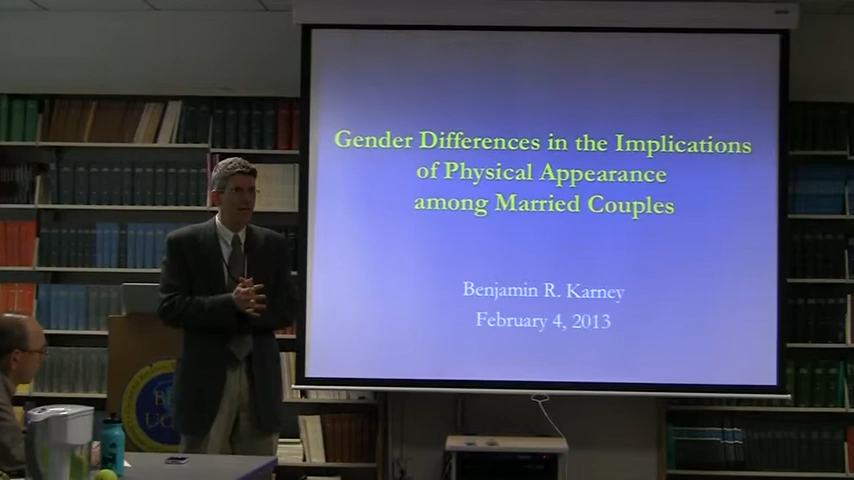 Gender Differences in the Implications
of Physical Appearance
among Married Couples
Benjamin R. Karney
February 4, 2013